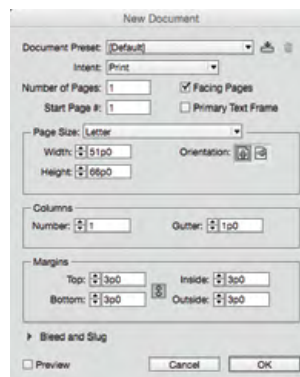 New Document
Document Preset: [Default]
Intent: Print
Number of Pages: 1 Facing Pages
Start Page #: 1 Primary Text Frame
Page Size: Letter
Width: 51p0 Orientation:
Height: 66p0
Columns
Number: 1 Gutter: 1p0
Margins
Top: 3p0 Inside: 3p0
Bottom: 3p0 Outside: 3p0
Bleed and Slug
Preview Cancel OK